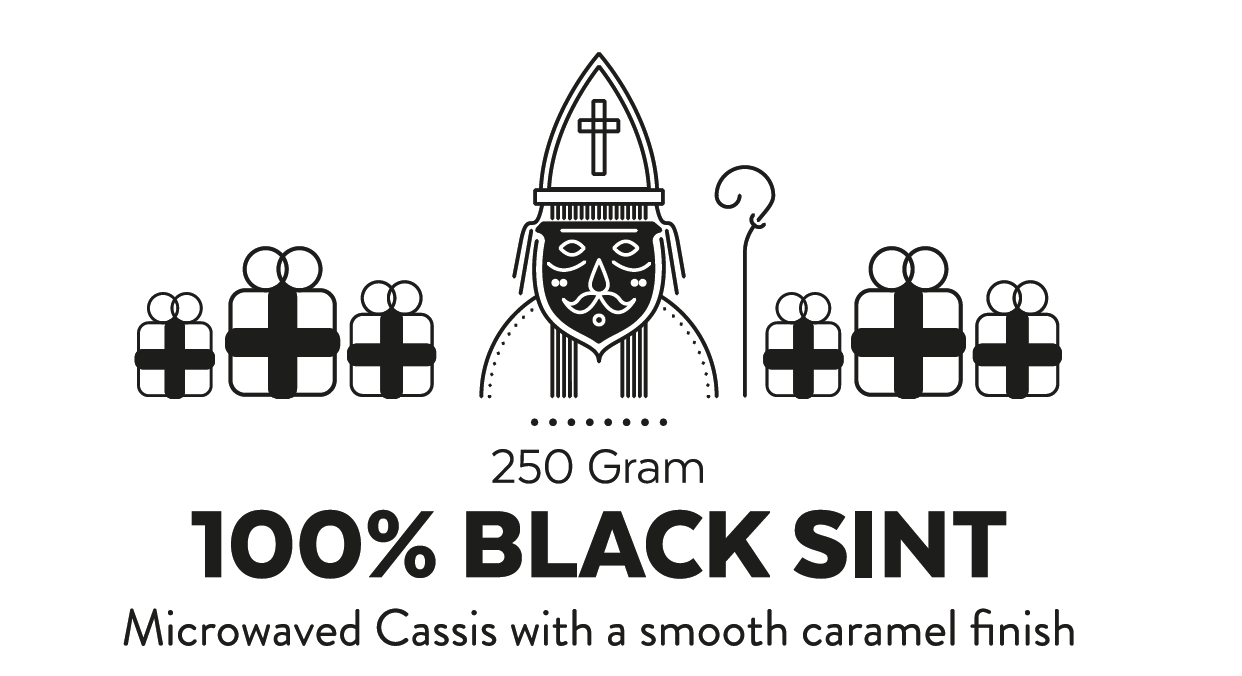 250 Gram
100% BLACK SINT
Microwaved Cassis with a smooth caramel finish